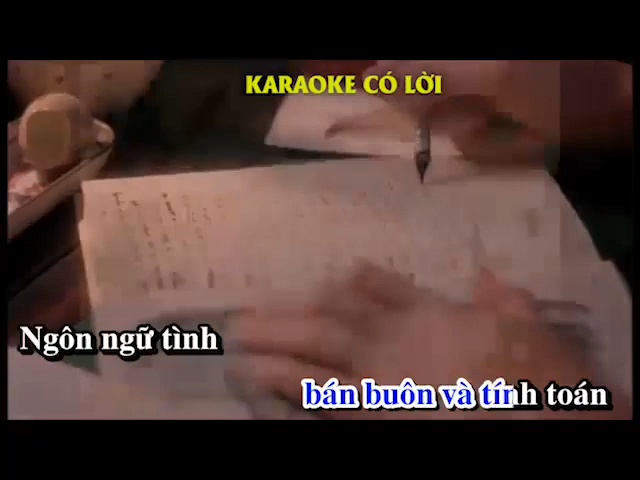 KARAOKE CÓ LỜI
Ngôn ngữ tình
bán buôn và tính toán